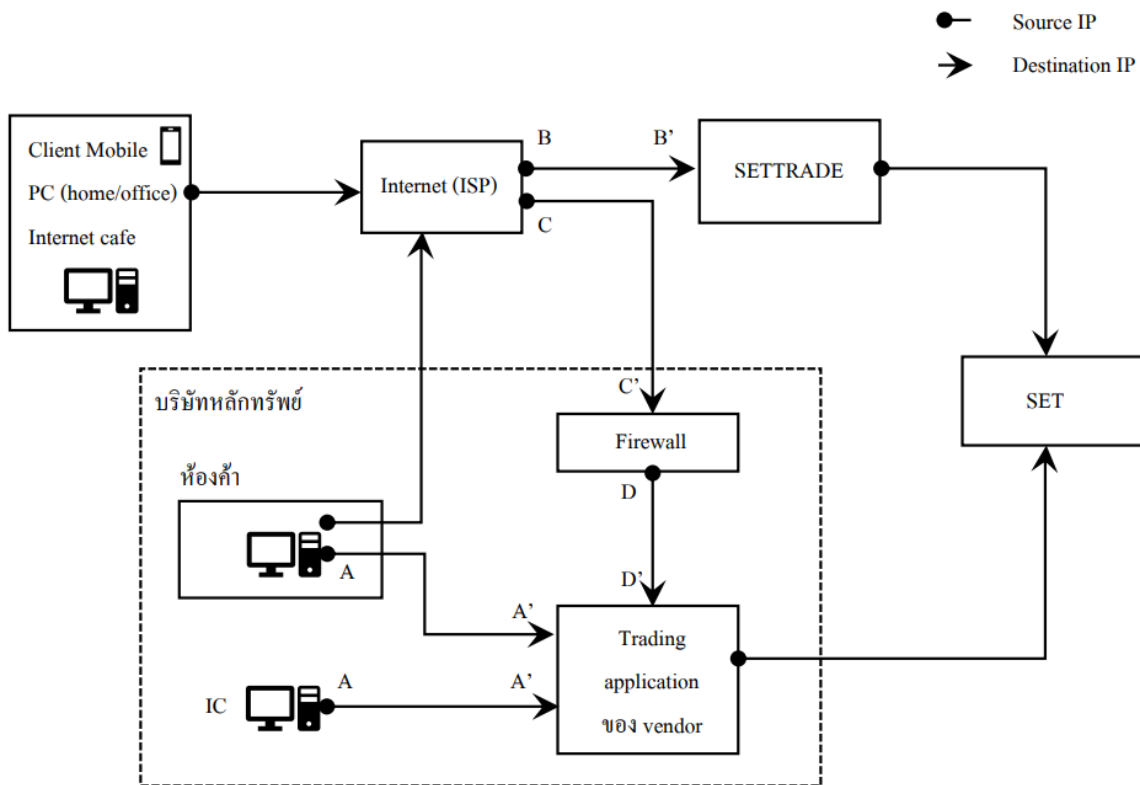 Source IP
Destination IP
Client Mobile
PC (home/office)
Internet cafe
Internet (ISP)
B
B’
C
SETTRADE
SET
บริษัทหลักทรัพย์
C’
Firewall
D
ห้องค้า
A
D’
A’
Trading
application
ของ vendor
IC
A
A’